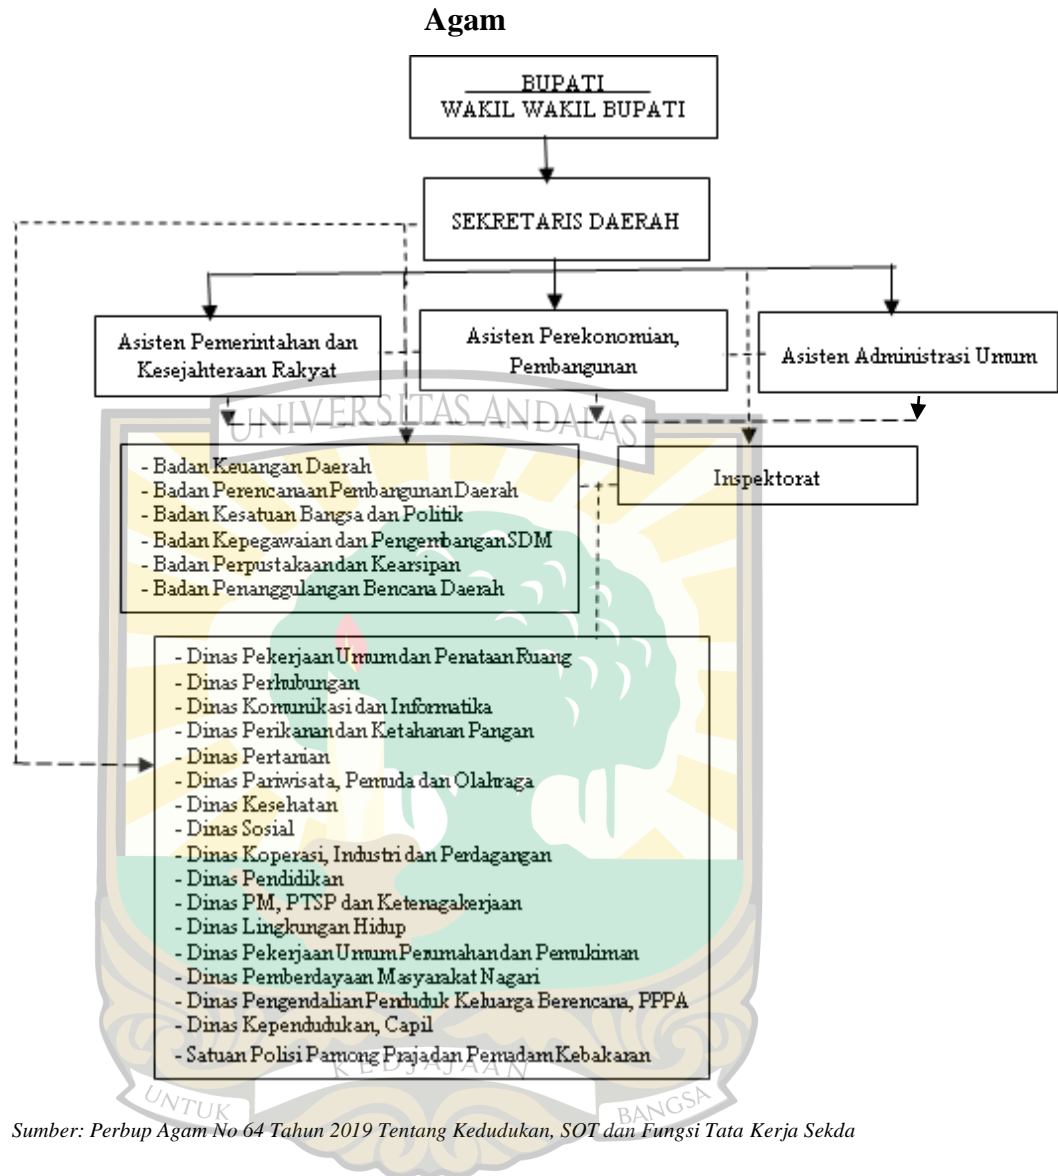 Agam
BUPATI
WAKIL WAKIL BUPATI
SEKRETARIS DAERAH
Asisten Pemerintahan dan
Kesejahteraan Rakyat
Asisten Perekonomian,
Pembangunan
Asisten Administrasi Umum
UNIVERSITAS ANDALAS
- Badan Keuangan Daerah
- Badan Perencanaan Pembangunan Daerah
- Badan Kesatuan Bangsa dan Politik
- Badan Kepegawaian dan Pengembangan SDM
- Badan Perpustakaan dan Kearsipan
- Badan Penanggulangan Bencana Daerah
Inspektorat
- Dinas Pekerjaan Umum dan Penataan Ruang
- Dinas Perhubungan
- Dinas Komunikasi dan Informatika
- Dinas Perikanan dan Ketahanan Pangan
- Dinas Pertanian
- Dinas Pariwisata, Pemuda dan Olahraga
- Dinas Kesehatan
- Dinas Sosial
- Dinas Koperasi, Industri dan Perdagangan
- Dinas Pendidikan
- Dinas PM, PTSP dan Ketenagakerjaan
- Dinas Lingkungan Hidup
- Dinas Pekerjaan Umum Perumahan dan Pemukiman
- Dinas Pemberdayaan Masyarakat Nagari
- Dinas Pengendalian Penduduk Keluarga Berencana, PPPA
- Dinas Kependudukan, Capil
- Satuan Polisi Pamong Praja dan Pemadam Kebakaran
KEDJAJAAN
UNTUK
BANGSA
Sumber: Perbup Agam No 64 Tahun 2019 Tentang Kedudukan, SOT dan Fungsi Tata Kerja Sekda